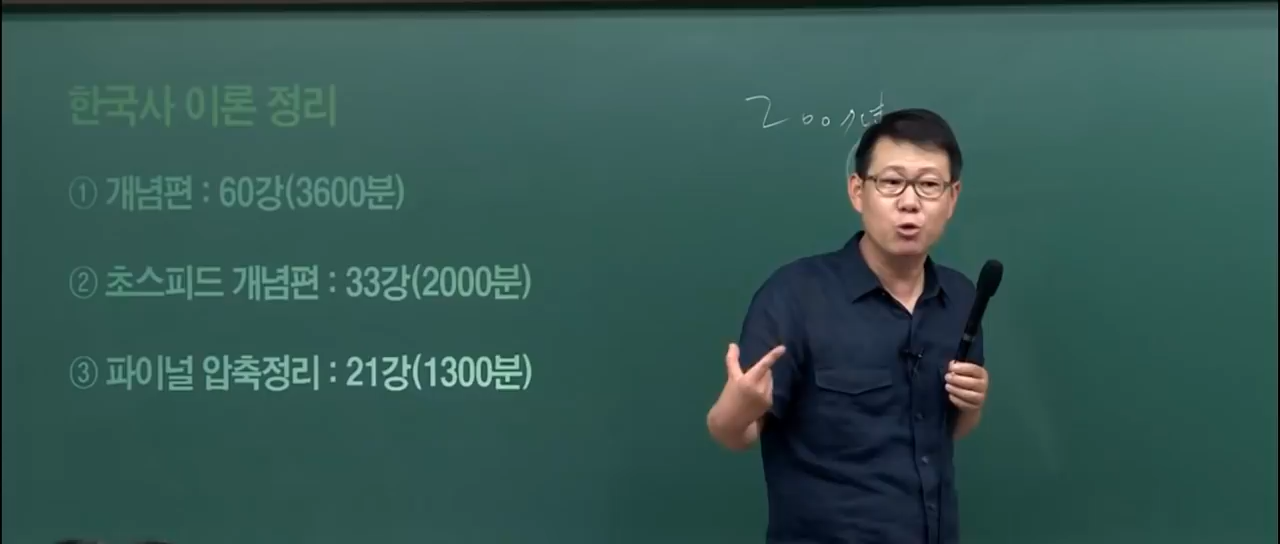 한국사 이론 정리
① 개념편 : 60강(3600분)
② 초스피드 개념편 : 33강(2000분)
③ 파이널 압축정리 : 21강(1300분)
200